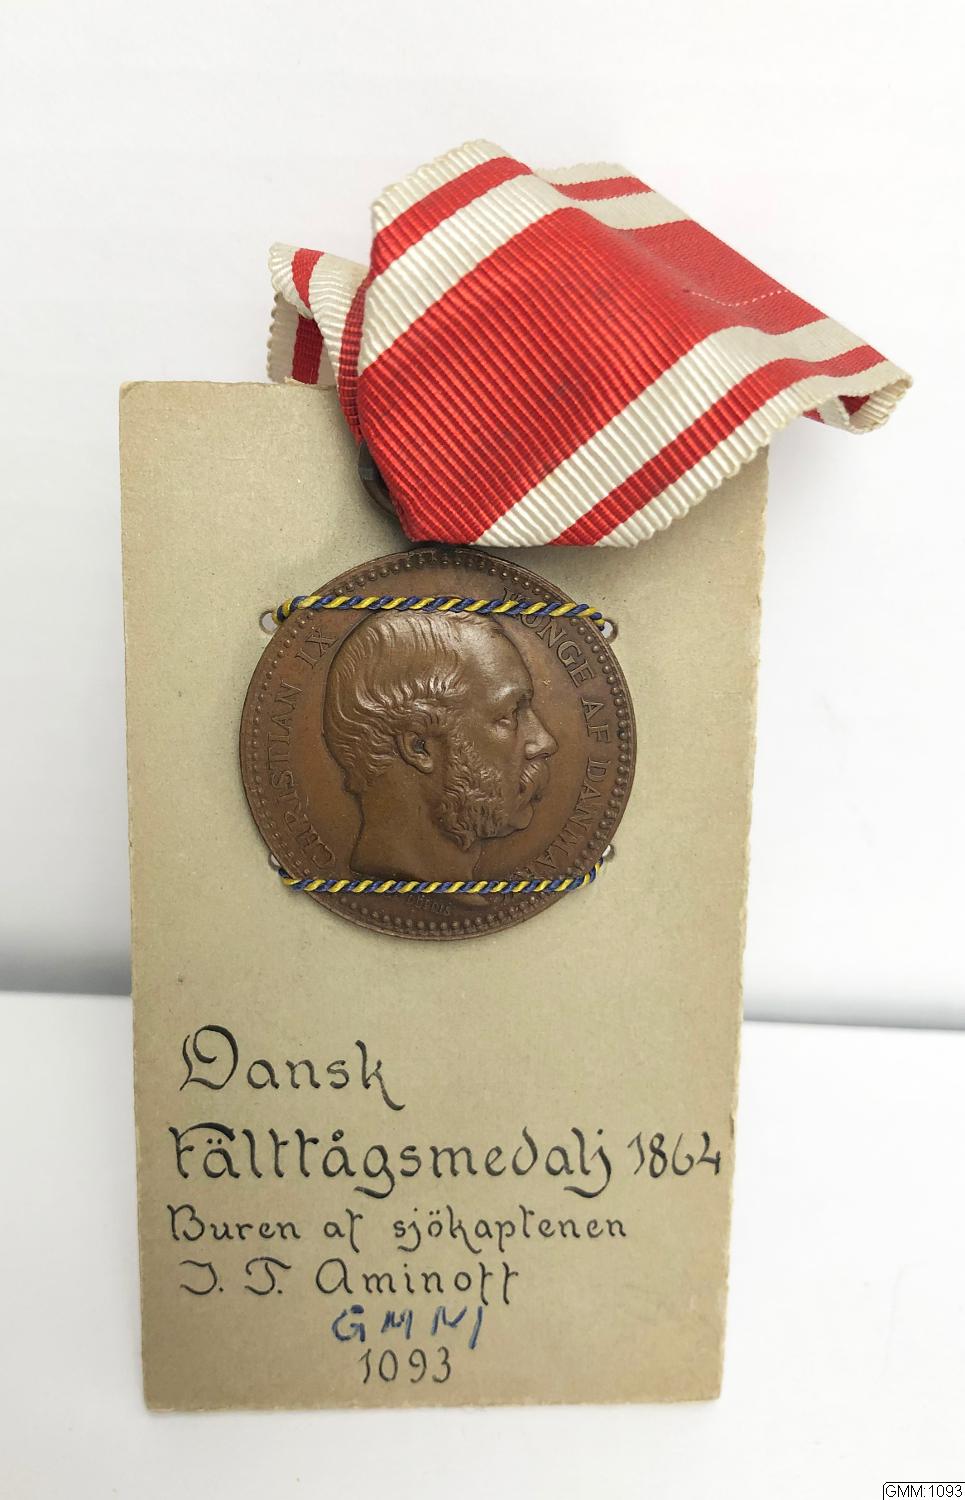 CHRISTIAN IX KONGE AF DANMARK
Dansk
Fälttågsmedalj 1864
Buren af sjökaptenen
I. F. Aminoff
GMM
1093
GMM:1093